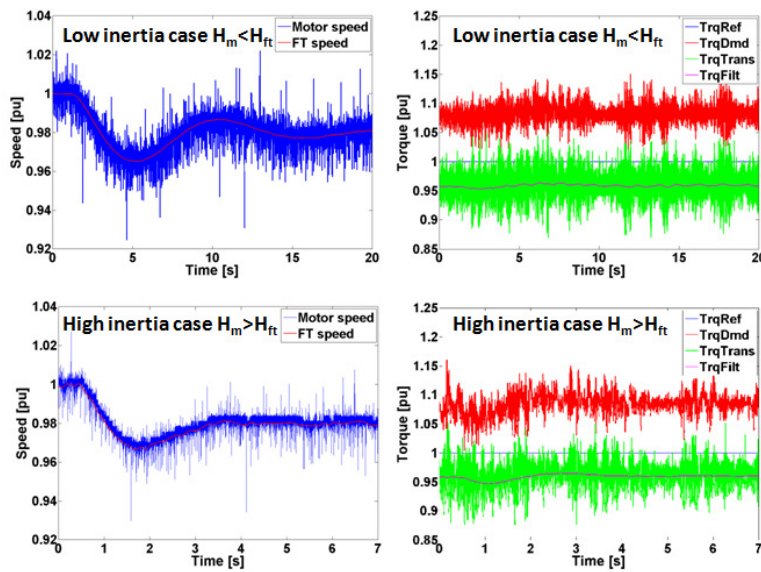 Low inertia case Hm<Hft
Motor speed
FT speed
Speed [pu]
1.04
1.02
1
0.98
0.96
0.94
0.92
0
5
10
15
20
Time [s]
Low inertia case Hm<Hft
TrqRef
TrqDmd
TrqTrans
TrqFilt
Torque [pu]
1.25
1.2
1.15
1.1
1.05
1
0.95
0.9
0.85
0
5
10
15
20
Time [s]
High inertia case Hm>Hft
Motor speed
FT speed
Speed [pu]
1.04
1.02
1
0.98
0.96
0.94
0.92
0
1
2
3
4
5
6
7
Time [s]
High inertia case Hm>Hft
TrqRef
TrqDmd
TrqTrans
TrqFilt
Torque [pu]
1.25
1.2
1.15
1.1
1.05
1
0.95
0.9
0.85
0
1
2
3
4
5
6
7
Time [s]